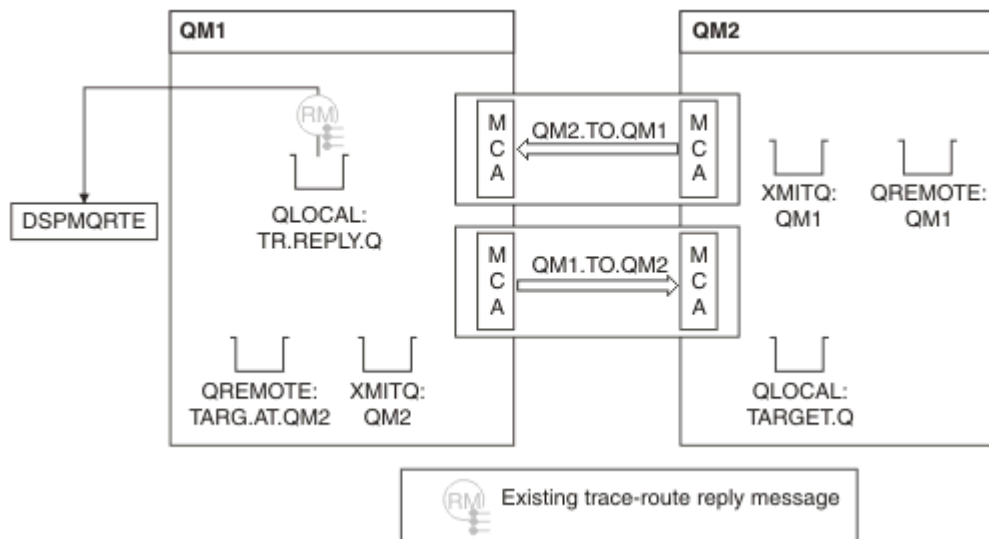 QM1
QM2
RM
M
C
A
QM2.TO.QM1
M
C
A
XMITQ:
QM1
QREMOTE:
QM1
DSPMQRTE
QLOCAL:
TR.REPLY.Q
M
C
A
QM1.TO.QM2
M
C
A
QREMOTE:
TARG.AT.QM2
XMITQ:
QM2
QLOCAL:
TARGET.Q
RM
Existing trace-route reply message